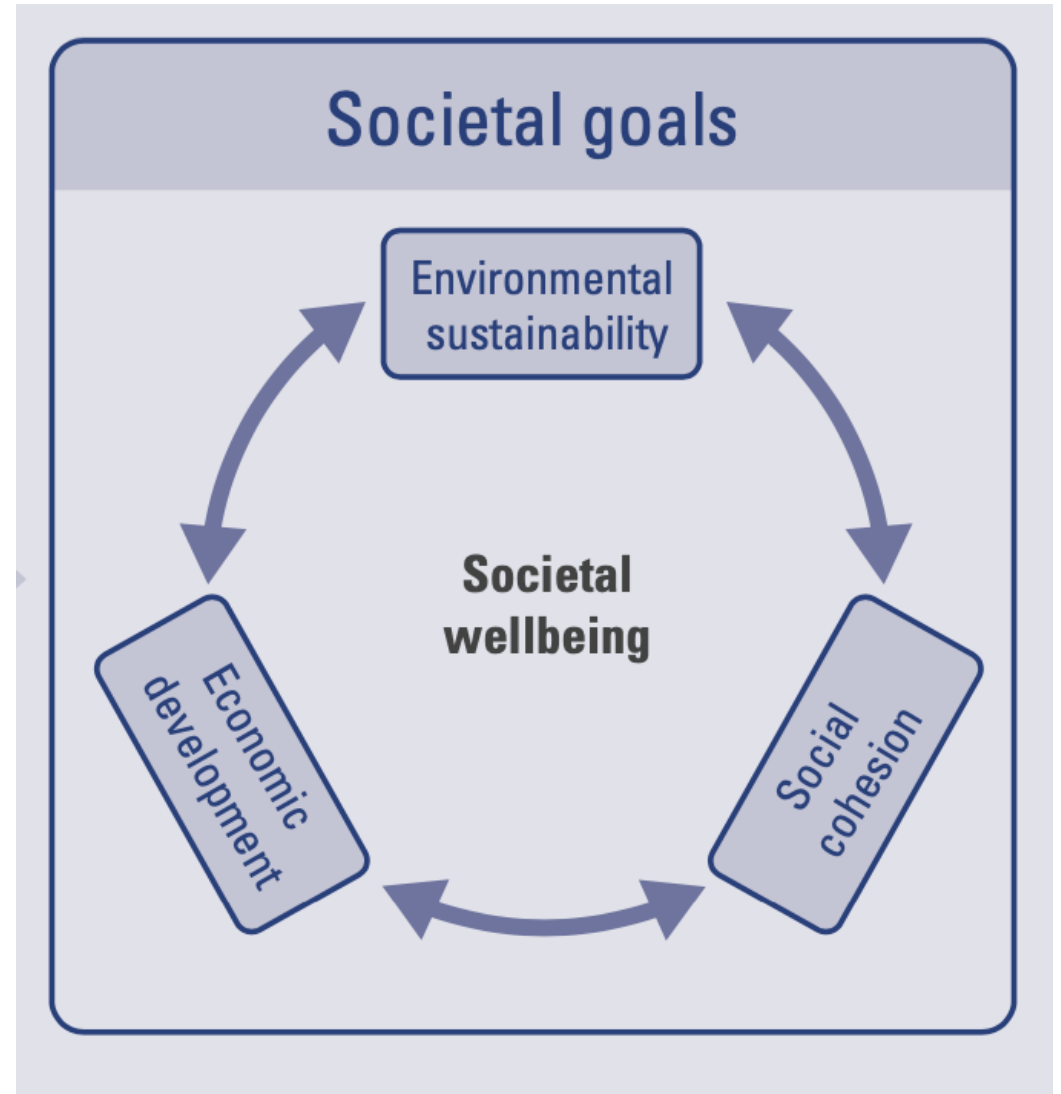 Societal goals
Environmental
sustainability
Societal
wellbeing
Economic
development
Social
cohesion